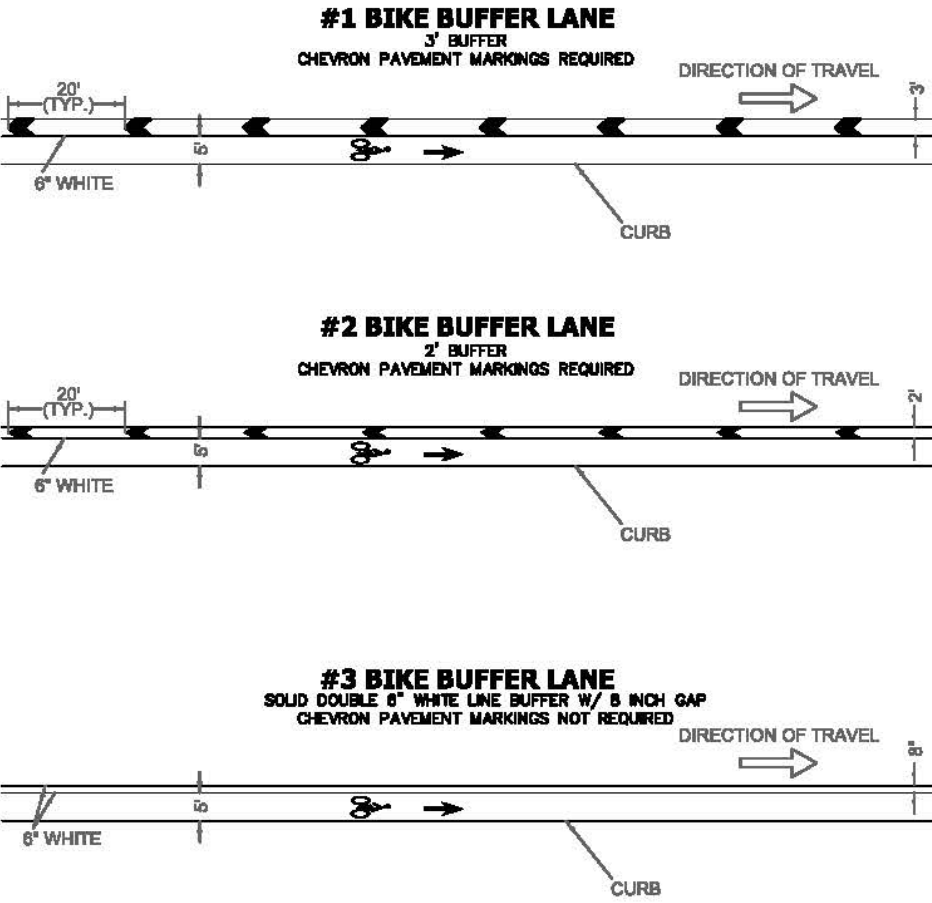 #1 BIKE BUFFER LANE
3' BUFFER
CHEVRON PAVEMENT MARKINGS REQUIRED
DIRECTION OF TRAVEL
20'
(TYP.)
3'
5'
6" WHITE
CURB
#2 BIKE BUFFER LANE
2' BUFFER
CHEVRON PAVEMENT MARKINGS REQUIRED
DIRECTION OF TRAVEL
20'
(TYP.)
2'
5'
6" WHITE
CURB
#3 BIKE BUFFER LANE
SOLID DOUBLE 6" WHITE LINE BUFFER W/ 8 INCH GAP
CHEVRON PAVEMENT MARKINGS NOT REQUIRED
DIRECTION OF TRAVEL
8"
5'
6" WHITE
CURB